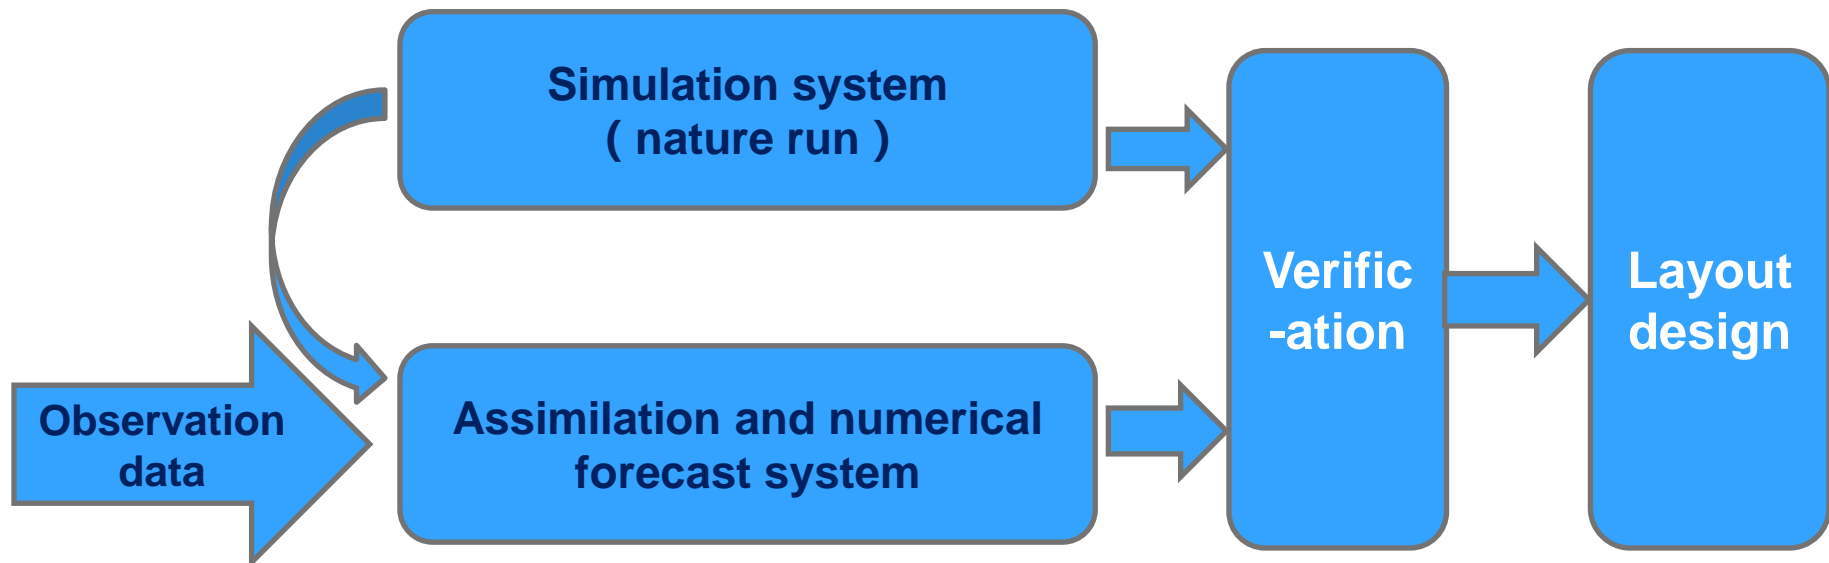 Simulation system
( nature run )
Observation
data
Assimilation and numerical
forecast system
Verific
-ation
Layout
design